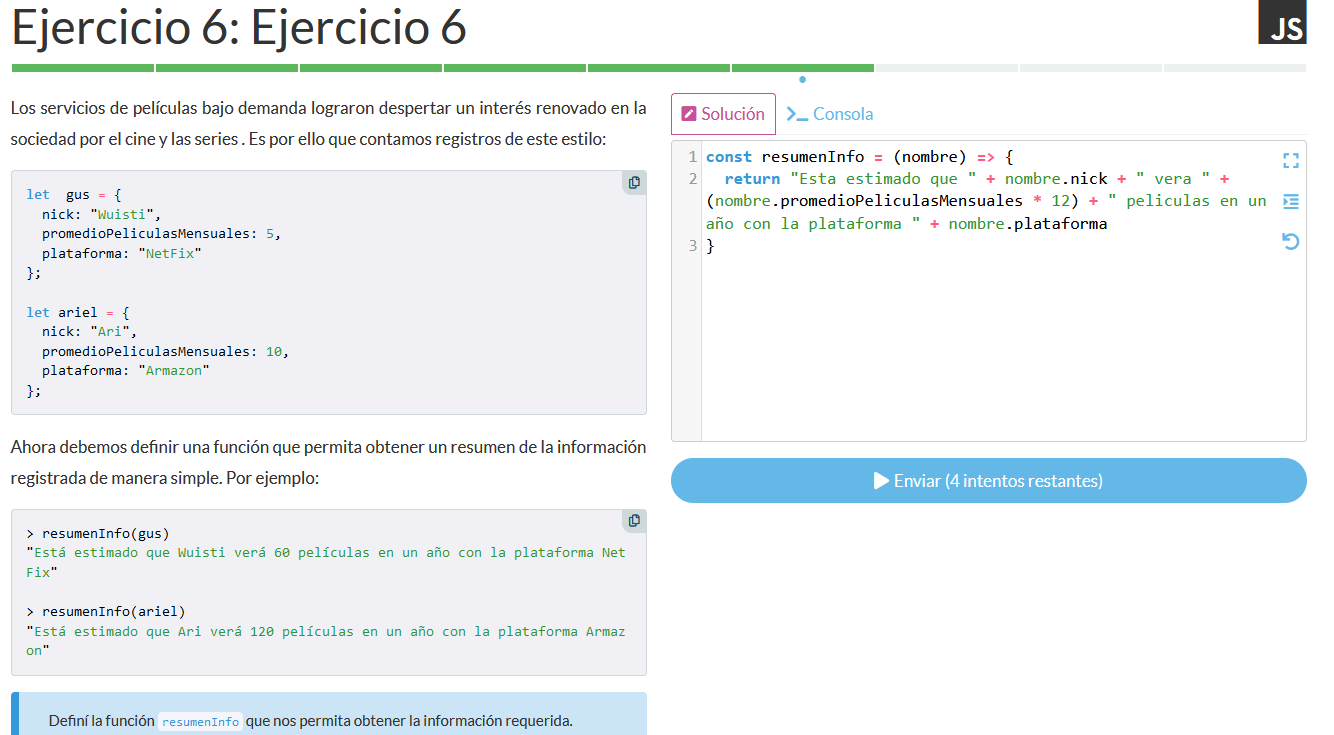 Ejercicio 6: Ejercicio 6
JS
Los servicios de películas bajo demanda lograron despertar un interés renovado en la
sociedad por el cine y las series . Es por ello que contamos registros de este estilo:
let  gus = {
  nick: "Wuisti",
  promedioPeliculasMensuales: 5,
  plataforma: "NetFix"
};
let ariel = {
  nick: "Ari",
  promedioPeliculasMensuales: 10,
  plataforma: "Armazon"
};
Ahora debemos definir una función que permita obtener un resumen de la información
registrada de manera simple. Por ejemplo:
> resumenInfo(gus)
"Está estimado que Wuisti verá 60 películas en un año con la plataforma Net
Fix"
> resumenInfo(ariel)
"Está estimado que Ari verá 120 películas en un año con la plataforma Armaz
on"
Definí la función resumenInfo que nos permita obtener la información requerida.
Solución
Consola
1 const resumenInfo = (nombre) => {
2   return "Esta estimado que " + nombre.nick + " vera " +
(nombre.promedioPeliculasMensuales * 12) + " peliculas en un
año con la plataforma " + nombre.plataforma
3 }
Enviar (4 intentos restantes)